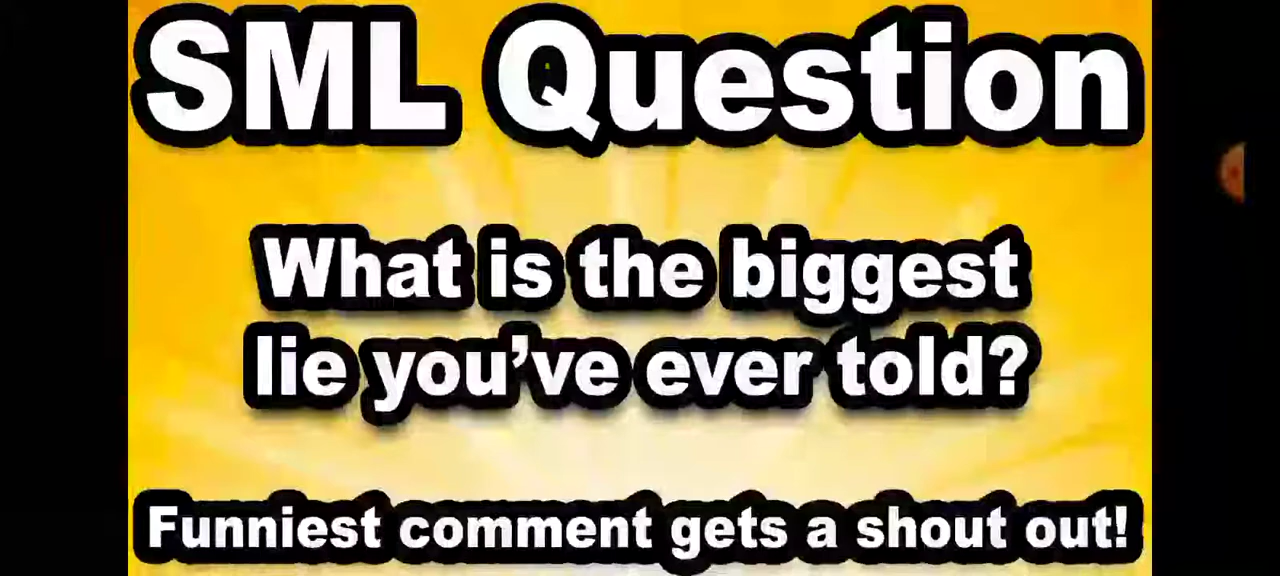 SML Question
What is the biggest
lie you've ever told?
Funniest comment gets a shout out!